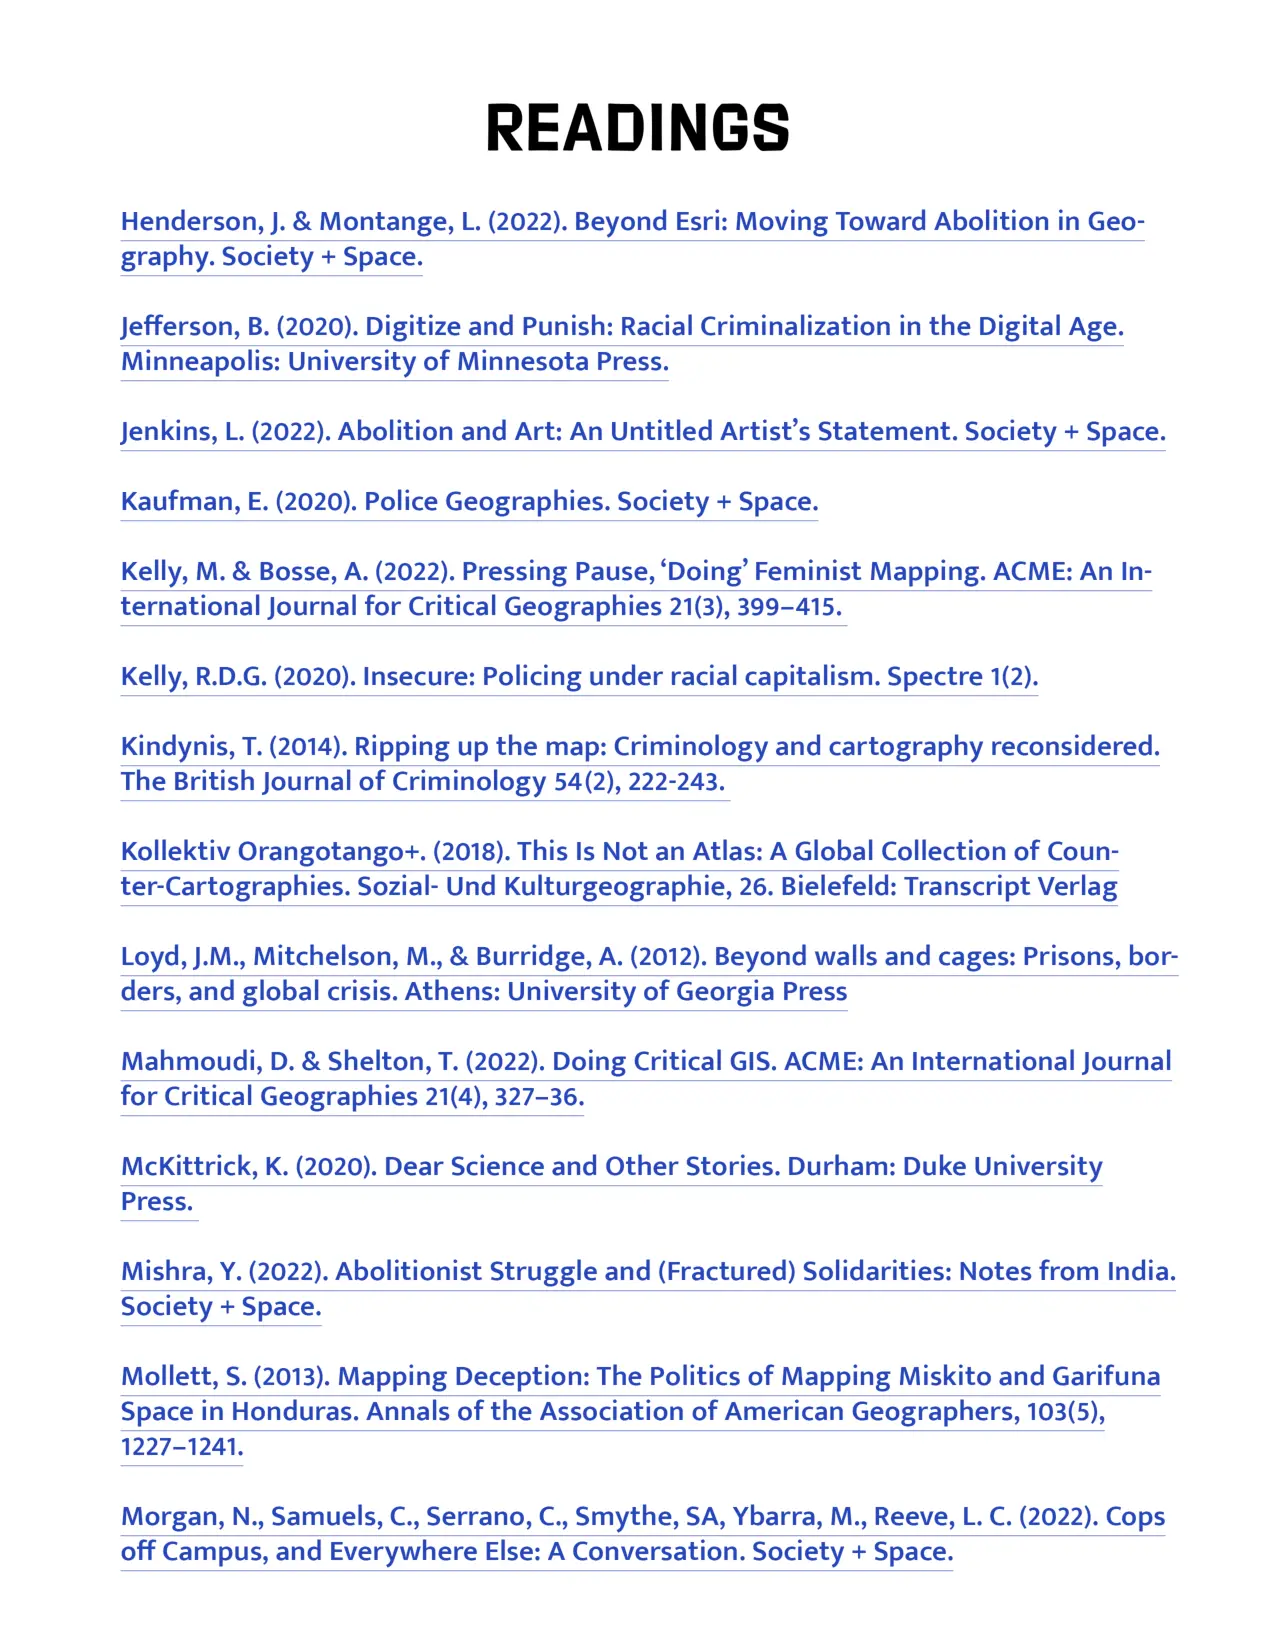 READINGS
Henderson, J. & Montange, L. (2022). Beyond Esri: Moving Toward Abolition in Geo-
graphy. Society + Space.
Jefferson, B. (2020). Digitize and Punish: Racial Criminalization in the Digital Age.
Minneapolis: University of Minnesota Press.
Jenkins, L. (2022). Abolition and Art: An Untitled Artist’s Statement. Society + Space.
Kaufman, E. (2020). Police Geographies. Society + Space.
Kelly, M. & Bosse, A. (2022). Pressing Pause, ‘Doing’ Feminist Mapping. ACME: An In-
ternational Journal for Critical Geographies 21(3), 399–415.
Kelly, R.D.G. (2020). Insecure: Policing under racial capitalism. Spectre 1(2).
Kindynis, T. (2014). Ripping up the map: Criminology and cartography reconsidered.
The British Journal of Criminology 54(2), 222-243.
Kollektiv Orangotango+. (2018). This Is Not an Atlas: A Global Collection of Coun-
ter-Cartographies. Sozial- Und Kulturgeographie, 26. Bielefeld: Transcript Verlag
Loyd, J.M., Mitchelson, M., & Burridge, A. (2012). Beyond walls and cages: Prisons, bor-
ders, and global crisis. Athens: University of Georgia Press
Mahmoudi, D. & Shelton, T. (2022). Doing Critical GIS. ACME: An International Journal
for Critical Geographies 21(4), 327–36.
McKittrick, K. (2020). Dear Science and Other Stories. Durham: Duke University
Press.
Mishra, Y. (2022). Abolitionist Struggle and (Fractured) Solidarities: Notes from India.
Society + Space.
Mollett, S. (2013). Mapping Deception: The Politics of Mapping Miskito and Garifuna
Space in Honduras. Annals of the Association of American Geographers, 103(5),
1227–1241.
Morgan, N., Samuels, C., Serrano, C., Smythe, SA, Ybarra, M., Reeve, L. C. (2022). Cops
off Campus, and Everywhere Else: A Conversation. Society + Space.